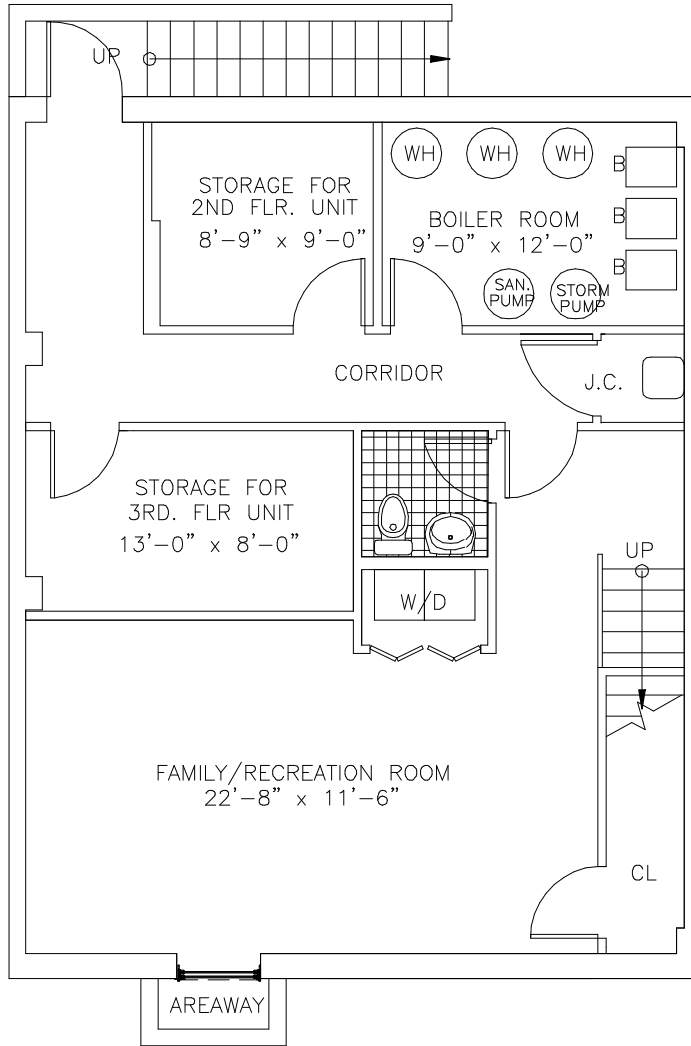 UP
WH
WH
WH
B
STORAGE FOR
2ND FLR. UNIT
8'-9" x 9'-0"
BOILER ROOM
9'-0" x 12'-0"
B
B
SAN.
PUMP
STORM
PUMP
CORRIDOR
J.C.
STORAGE FOR
3RD. FLR UNIT
13'-0" x 8'-0"
UP
W/D
FAMILY/RECREATION ROOM
22'-8" x 11'-6"
CL
AREAWAY